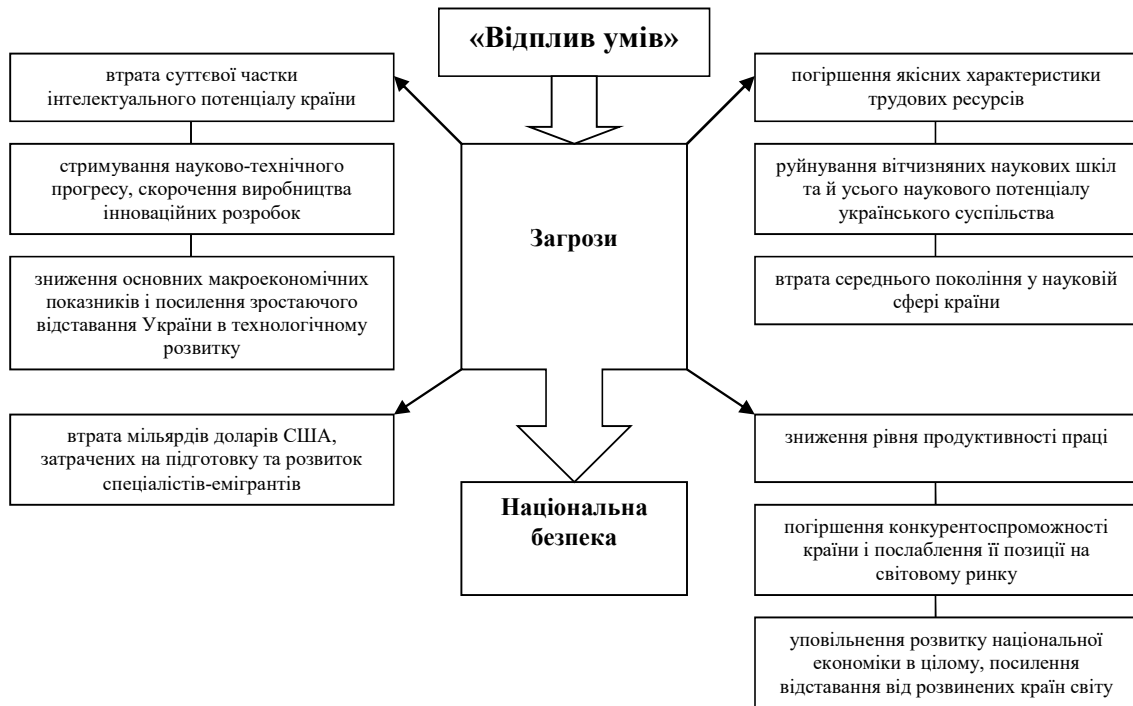 «Відплив умів»
втрата суттєвої частки
інтелектуального потенціалу країни
стримування науково-технічного
прогресу, скорочення виробництва
інноваційних розробок
зниження основних макроекономічних
показників і посилення зростаючого
відставання України в технологічному
розвитку
втрата мільярдів доларів США,
затрачених на підготовку та розвиток
спеціалістів-емігрантів
Загрози
Національна
безпека
погіршення якісних характеристики
трудових ресурсів
руйнування вітчизняних наукових шкіл
та й усього наукового потенціалу
українського суспільства
втрата середнього покоління у науковій
сфері країни
зниження рівня продуктивності праці
погіршення конкурентоспроможності
країни і послаблення її позиції на
світовому ринку
уповільнення розвитку національної
економіки в цілому, посилення
відставання від розвинених країн світу